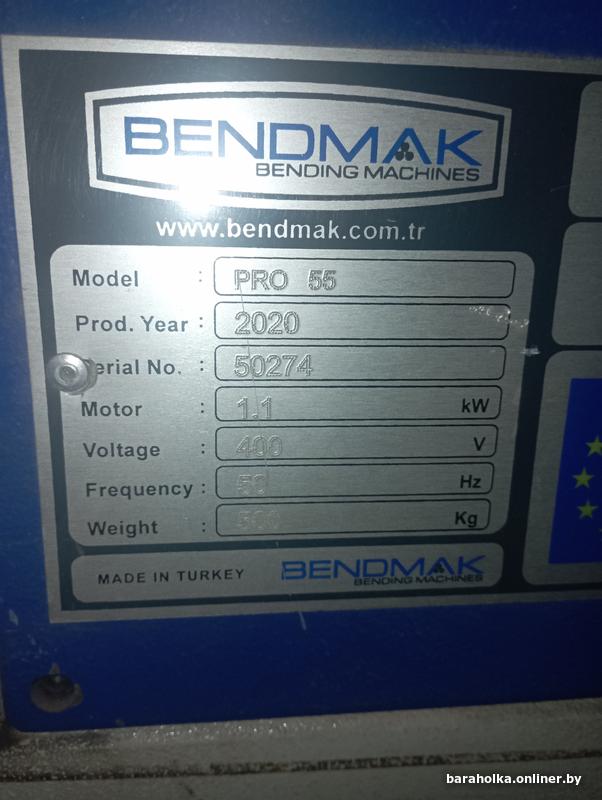 BENDMAK
BENDING MACHINES
www.bendmak.com.tr
Model : PRO 55
Prod. Year : 2020
Serial No. : 50274
Motor : 1.1 kW
Voltage : 400 V
Frequency : 50 Hz
Weight : Kg
MADE IN TURKEY BENDMAK
BENDING MACHINES
baraholka.onliner.by